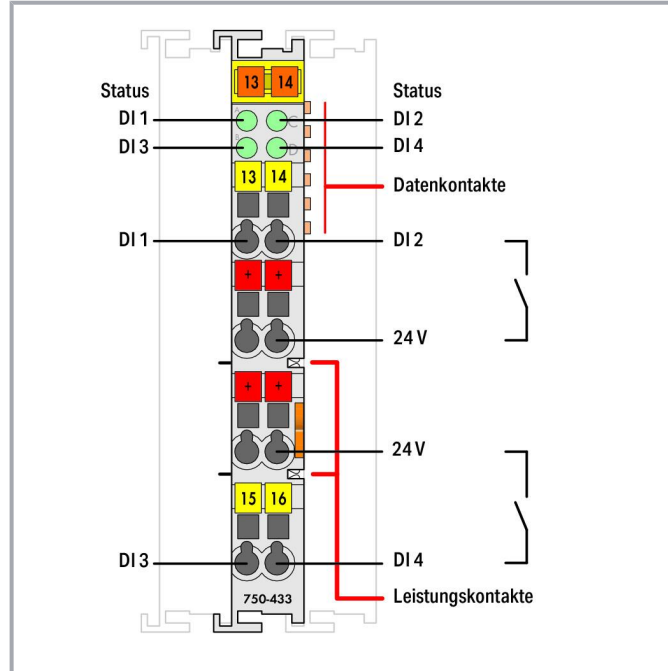 13 14
Status Status
A C
DI 1 DI 2
B D
DI 3 DI 4
13 14
Datenkontakte
DI 1 DI 2
+ +
24 V
+ +
24 V
15 16
DI 3 DI 4
750-433
Leistungskontakte